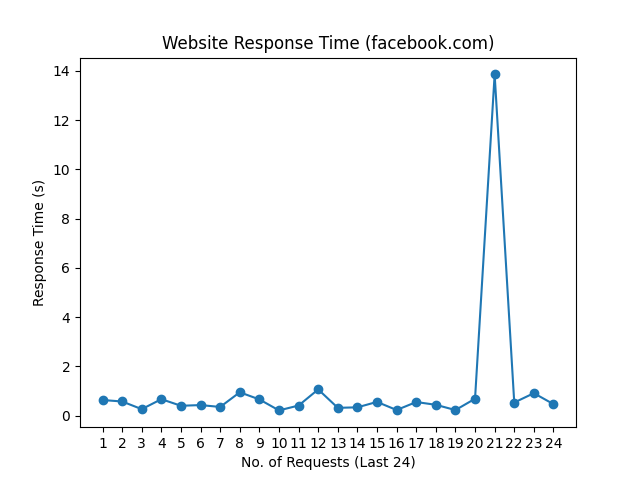 Website Response Time (facebook.com)
Response Time (s)
14
12
10
8
6
4
2
0
1 2 3 4 5 6 7 8 9 10 11 12 13 14 15 16 17 18 19 20 21 22 23 24
No. of Requests (Last 24)